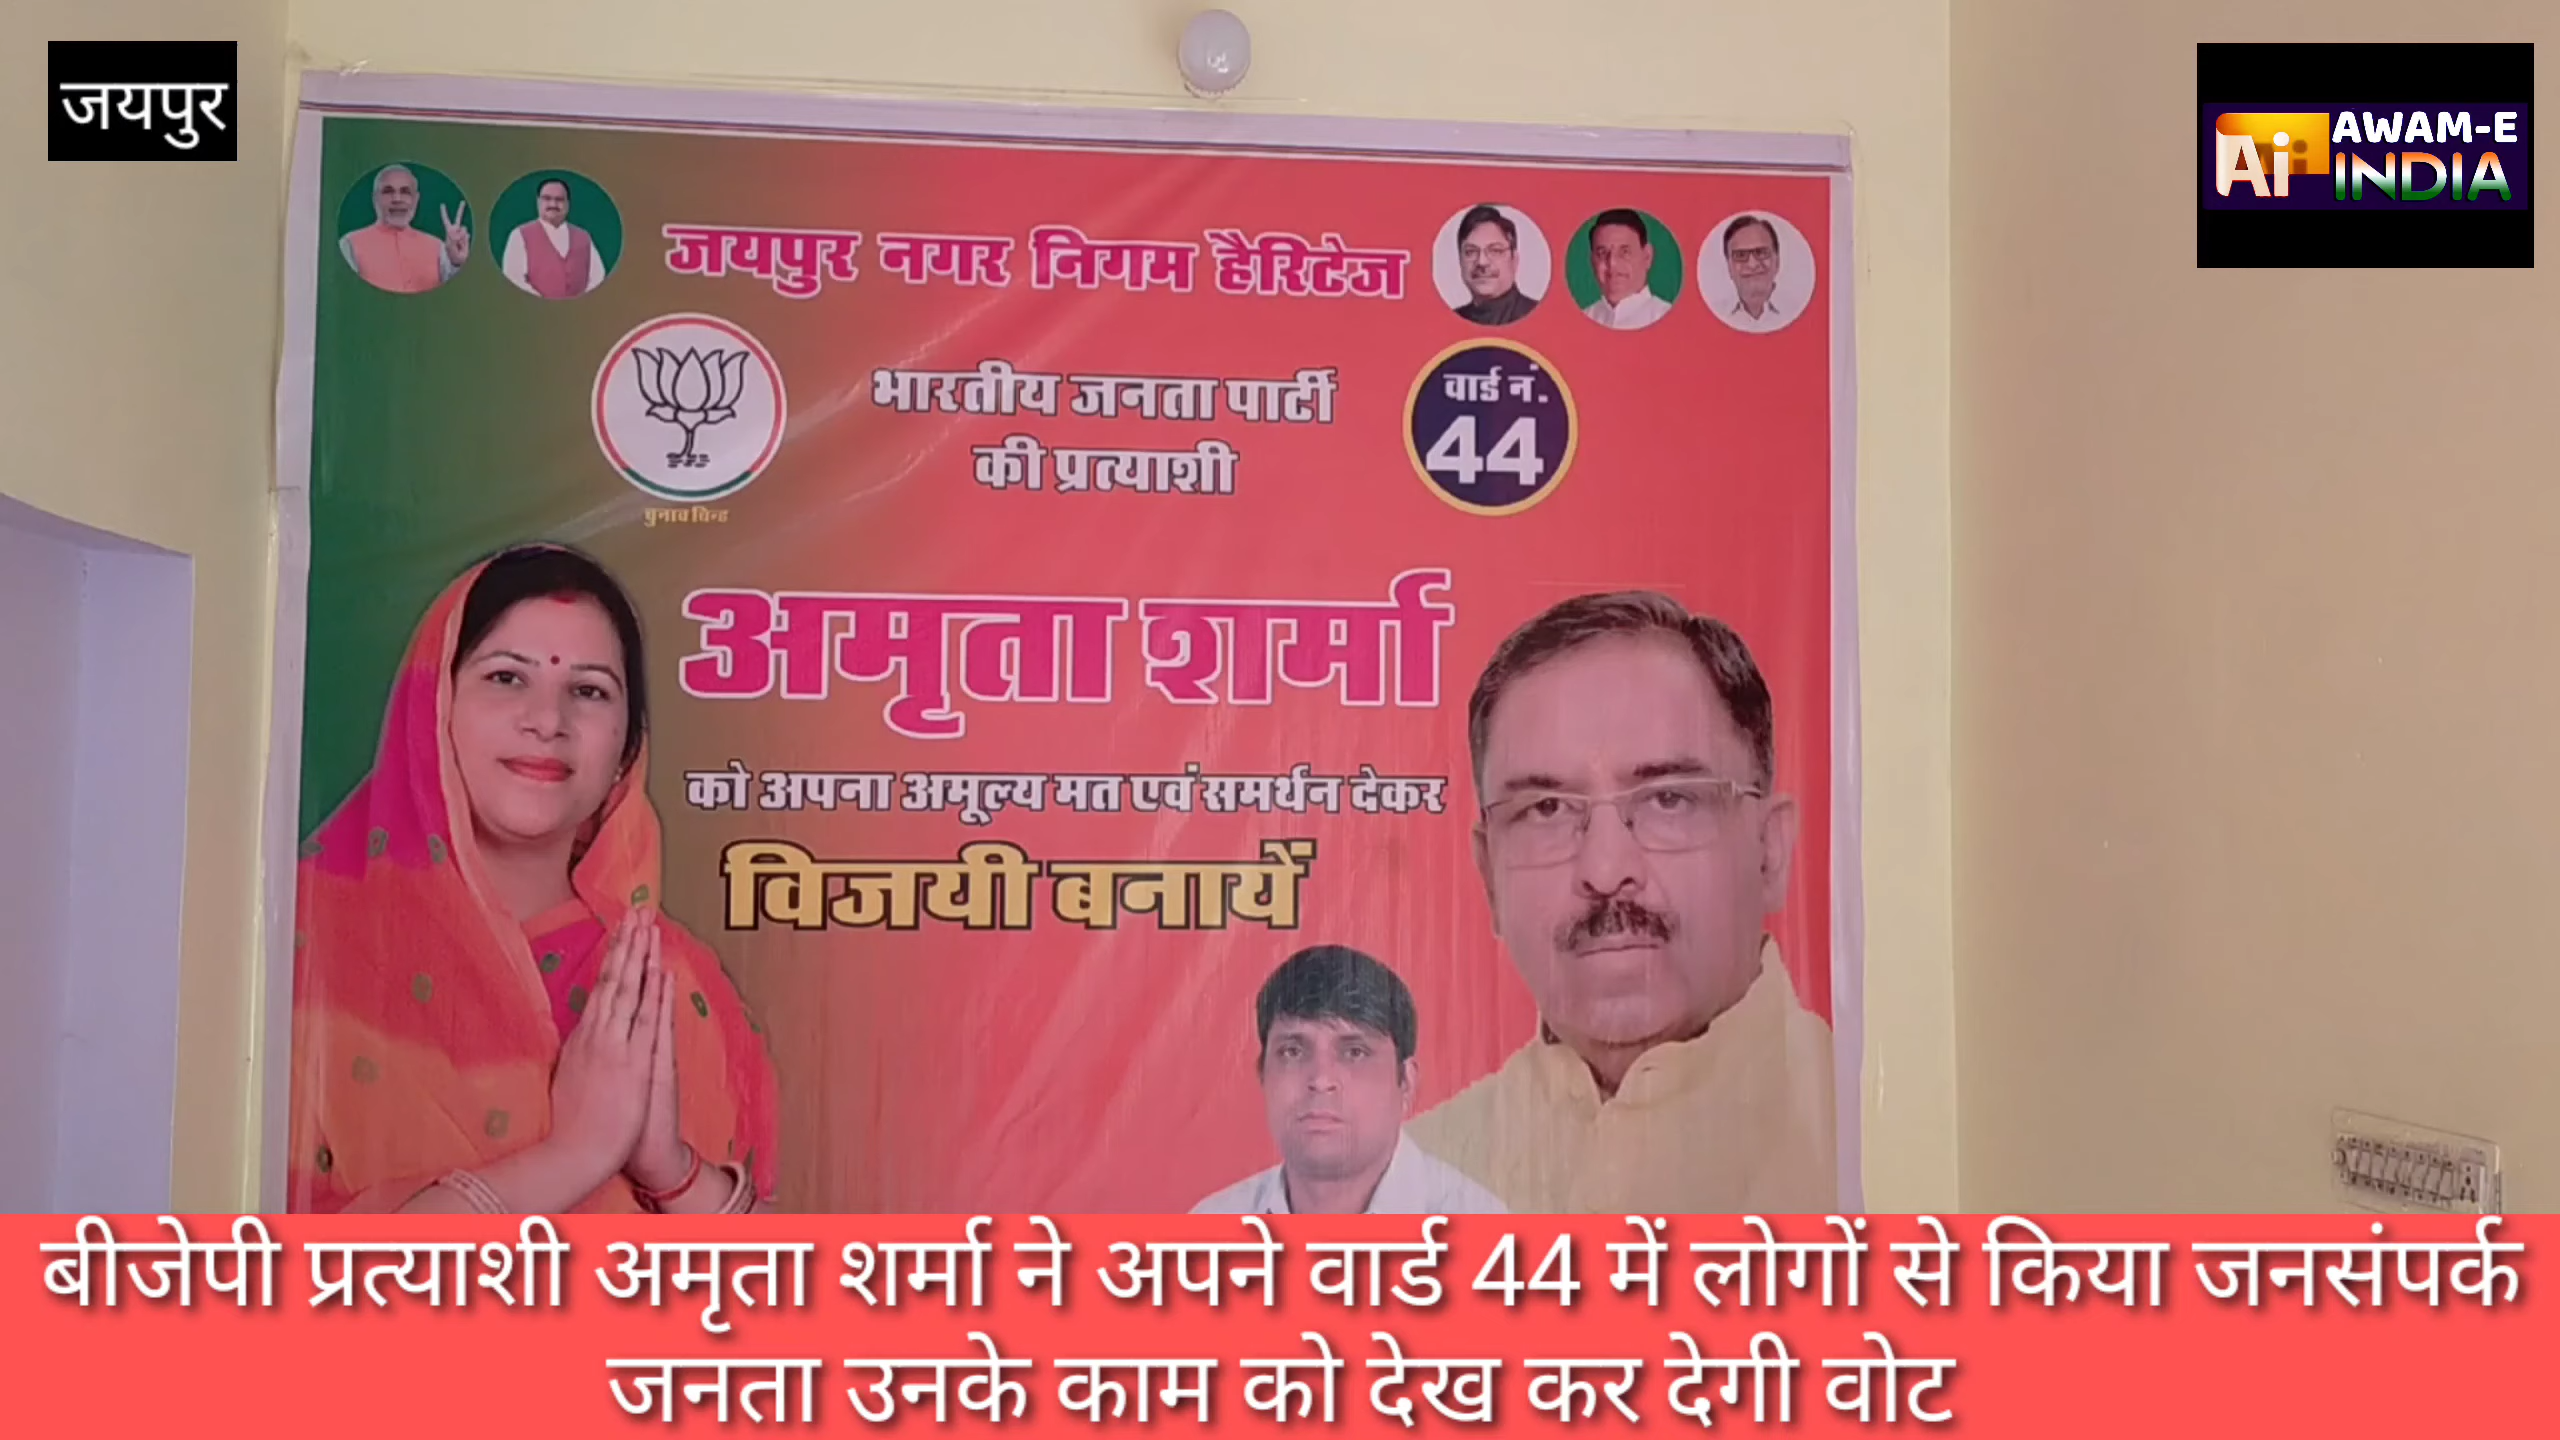 जयपुर
Ai AWAM-E
INDIA
जयपुर नगर निगम हैरिटेज
भारतीय जनता पार्टी
की प्रत्याशी
वार्ड नं.
44
चुनाव चिन्ह
अमृता शर्मा
को अपना अमूल्य मत एवं समर्थन देकर
विजयी बनायें
बीजेपी प्रत्याशी अमृता शर्मा ने अपने वार्ड 44 में लोगों से किया जनसंपर्क
जनता उनके काम को देख कर देगी वोट